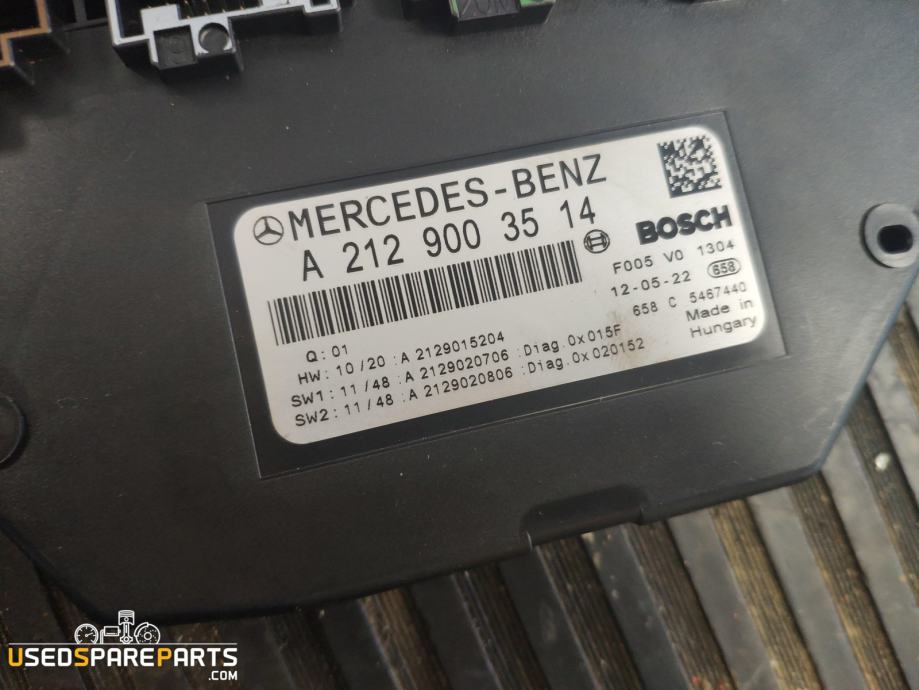 MERCEDES-BENZ
A 212 900 35 14
BOSCH
F005 V0 1304
12-05-22 658
658 C 5467440
Made in
Hungary
Q: 01
HW: 10/20: A 2129015204
SW1: 11/48: A 2129020706 :Diag.0x015F
SW2: 11/48: A 2129020806 :Diag.0x020152
USEDSPAREPARTS
.COM